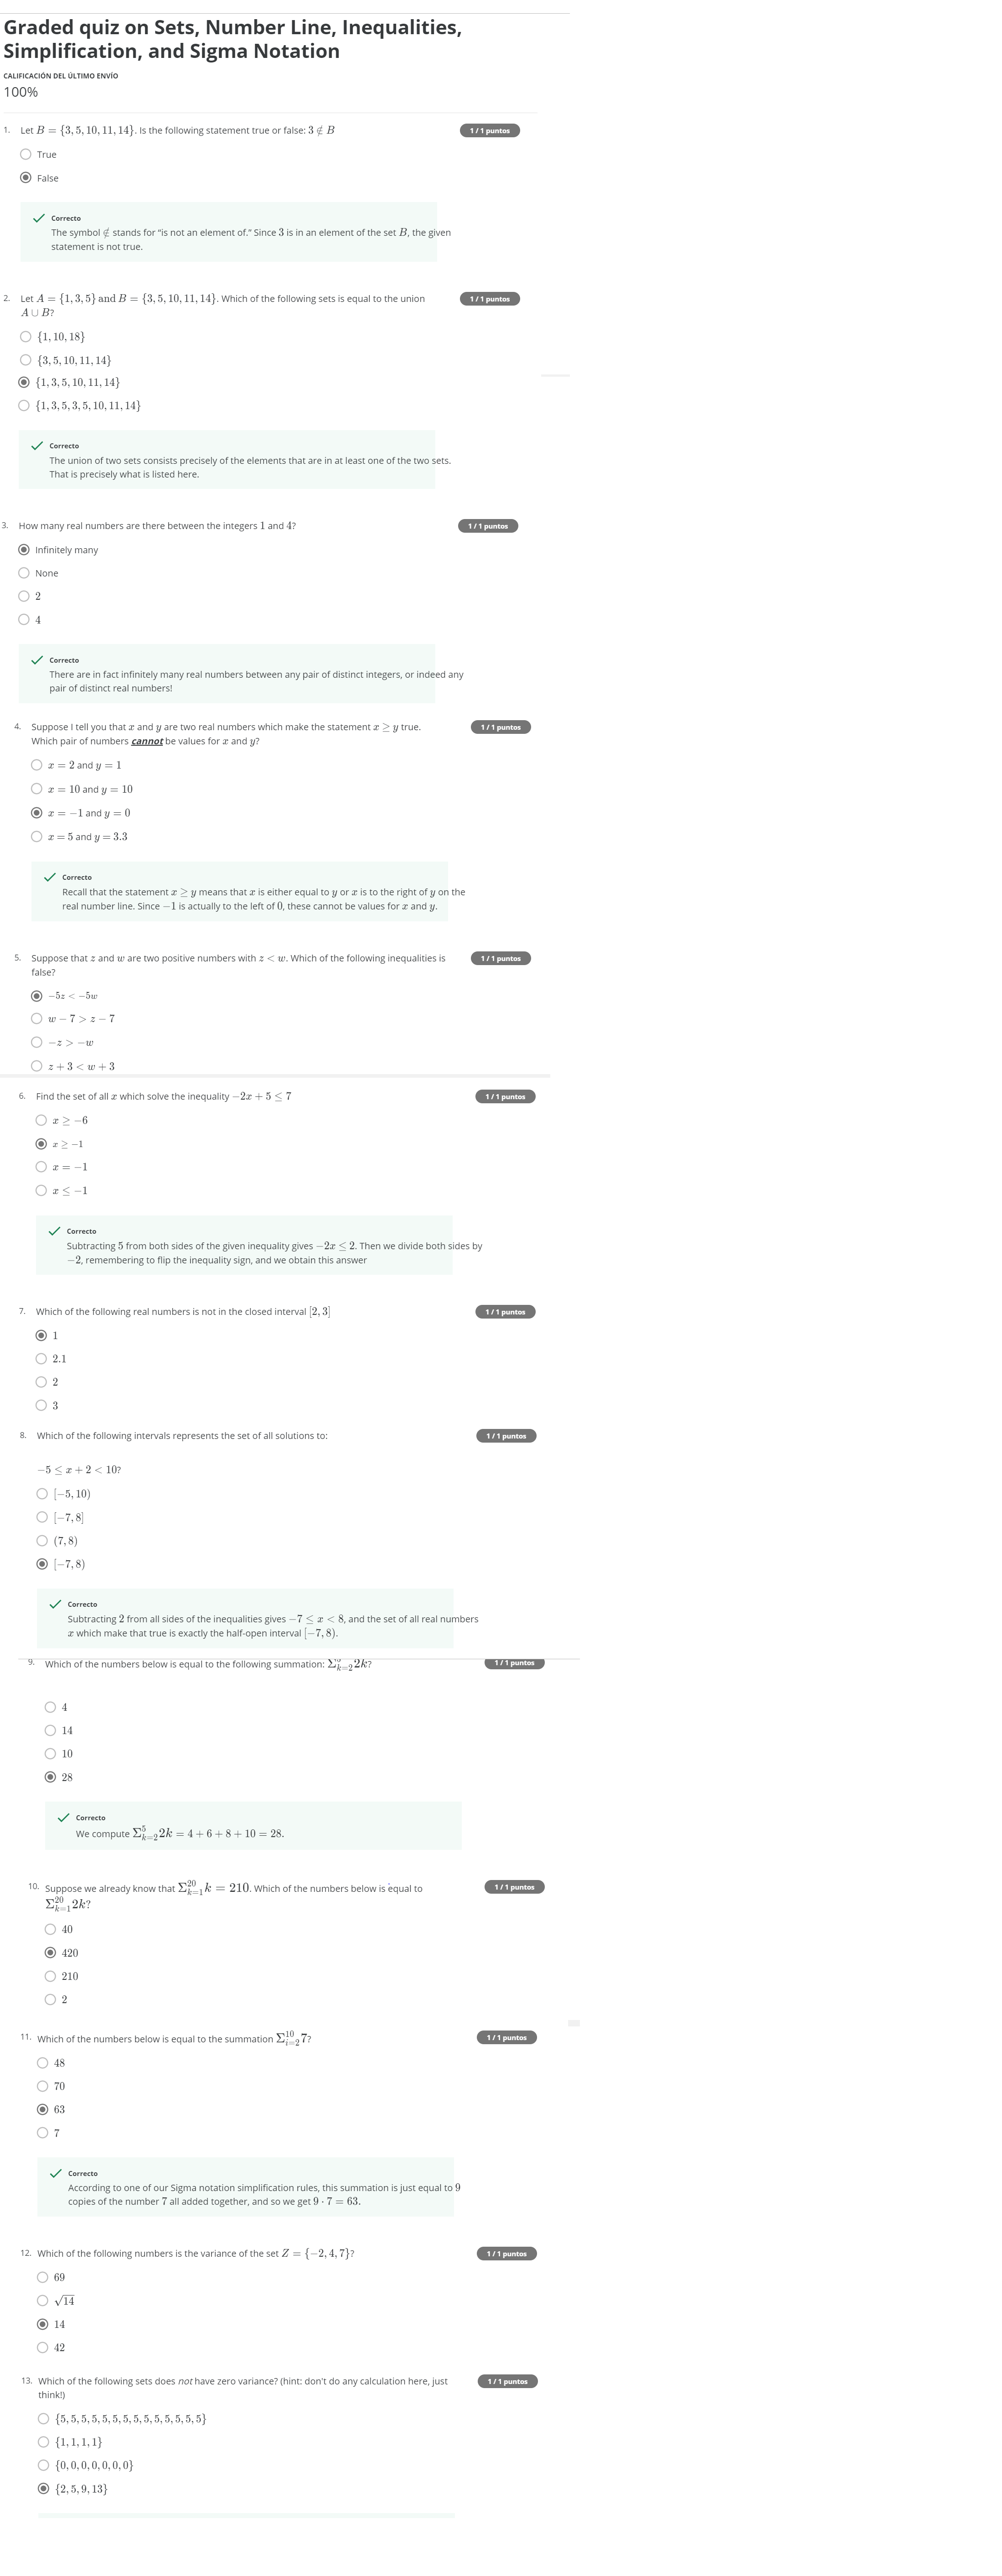 Graded quiz on Sets, Number Line, Inequalities,
Simplification, and Sigma Notation
CALIFICACIÓN DEL ÚLTIMO ENVÍO
100%
1. Let B = {3, 5, 10, 11, 14}. Is the following statement true or false: 3 ∉ B 1 / 1 puntos
True
False
Correcto
The symbol ∉ stands for “is not an element of.” Since 3 is in an element of the set B, the given
statement is not true.
2. Let A = {1, 3, 5} and B = {3, 5, 10, 11, 14}. Which of the following sets is equal to the union 1 / 1 puntos
A ∪ B?
{1, 10, 18}
{3, 5, 10, 11, 14}
{1, 3, 5, 10, 11, 14}
{1, 3, 5, 3, 5, 10, 11, 14}
Correcto
The union of two sets consists precisely of the elements that are in at least one of the two sets.
That is precisely what is listed here.
3. How many real numbers are there between the integers 1 and 4? 1 / 1 puntos
Infinitely many
None
2
4
Correcto
There are in fact infinitely many real numbers between any pair of distinct integers, or indeed any
pair of distinct real numbers!
4. Suppose I tell you that x and y are two real numbers which make the statement x ≥ y true. 1 / 1 puntos
Which pair of numbers cannot be values for x and y?
x = 2 and y = 1
x = 10 and y = 10
x = −1 and y = 0
x = 5 and y = 3.3
Correcto
Recall that the statement x ≥ y means that x is either equal to y or x is to the right of y on the
real number line. Since −1 is actually to the left of 0, these cannot be values for x and y.
5. Suppose that z and w are two positive numbers with z < w. Which of the following inequalities is 1 / 1 puntos
false?
−5z < −5w
w − 7 > z − 7
−z > −w
z + 3 < w + 3
6. Find the set of all x which solve the inequality −2x + 5 ≤ 7 1 / 1 puntos
x ≥ −6
x ≥ −1
x = −1
x ≤ −1
Correcto
Subtracting 5 from both sides of the given inequality gives −2x ≤ 2. Then we divide both sides by
−2, remembering to flip the inequality sign, and we obtain this answer
7. Which of the following real numbers is not in the closed interval [2, 3] 1 / 1 puntos
1
2.1
2
3
8. Which of the following intervals represents the set of all solutions to: 1 / 1 puntos
−5 ≤ x + 2 < 10?
[−5, 10)
[−7, 8]
(7, 8)
[−7, 8)
Correcto
Subtracting 2 from all sides of the inequalities gives −7 ≤ x < 8, and the set of all real numbers
x which make that true is exactly the half-open interval [−7, 8).
9. Which of the numbers below is equal to the following summation: Σ_{k=2} 2k? 1 / 1 puntos
4
14
10
28
Correcto
We compute Σ_{k=2}^{5} 2k = 4 + 6 + 8 + 10 = 28.
10. Suppose we already know that Σ_{k=1}^{20} k = 210. Which of the numbers below is equal to 1 / 1 puntos
Σ_{k=1}^{20} 2k?
40
420
210
2
11. Which of the numbers below is equal to the summation Σ_{i=2}^{10} 7? 1 / 1 puntos
48
70
63
7
Correcto
According to one of our Sigma notation simplification rules, this summation is just equal to 9
copies of the number 7 all added together, and so we get 9 · 7 = 63.
12. Which of the following numbers is the variance of the set Z = {−2, 4, 7}? 1 / 1 puntos
69
√14
14
42
13. Which of the following sets does not have zero variance? (hint: don't do any calculation here, just 1 / 1 puntos
think!)
{5, 5, 5, 5, 5, 5, 5, 5, 5, 5, 5, 5, 5, 5}
{1, 1, 1, 1}
{0, 0, 0, 0, 0, 0, 0}
{2, 5, 9, 13}